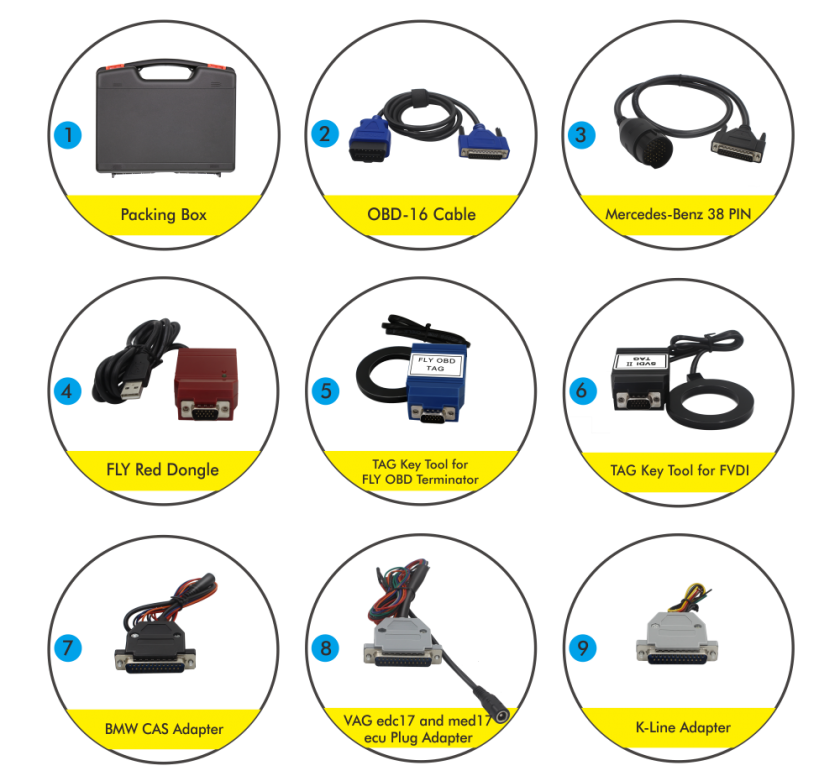 1
Packing Box
2
OBD-16 Cable
3
Mercedes-Benz 38 PIN
4
FLY Red Dongle
FLY OBD
TAG
5
TAG Key Tool for
FLY OBD Terminator
SVDI II
TAG
6
TAG Key Tool for FVDI
7
BMW CAS Adapter
8
VAG edc17 and med17
ecu Plug Adapter
9
K-Line Adapter